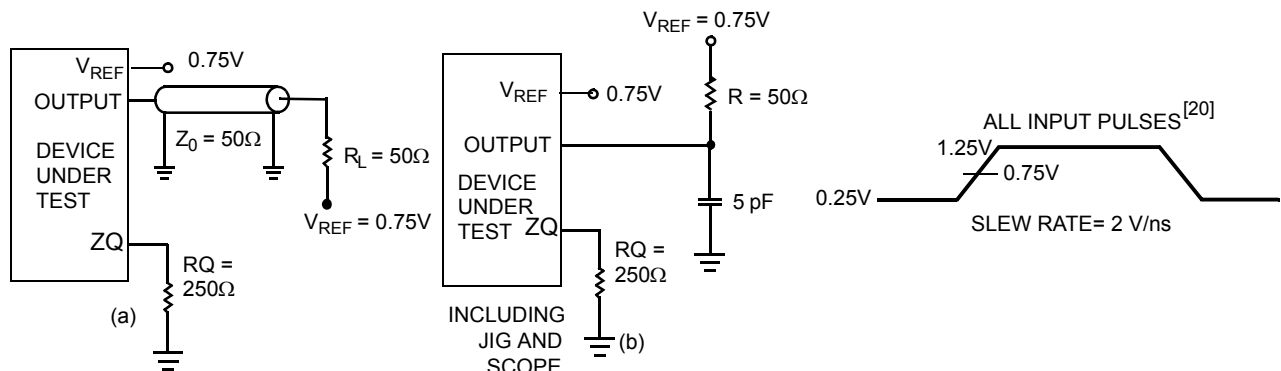 V_REF 0.75V
OUTPUT
Z_0 = 50Ω
DEVICE
UNDER
TEST
R_L = 50Ω
V_REF = 0.75V
ZQ
RQ =
250Ω
(a)
V_REF = 0.75V
V_REF 0.75V
R = 50Ω
OUTPUT
DEVICE
UNDER
TEST
5 pF
ZQ
RQ =
250Ω
INCLUDING
JIG AND
SCOPE
(b)
ALL INPUT PULSES[20]
1.25V
0.75V
0.25V
SLEW RATE= 2 V/ns